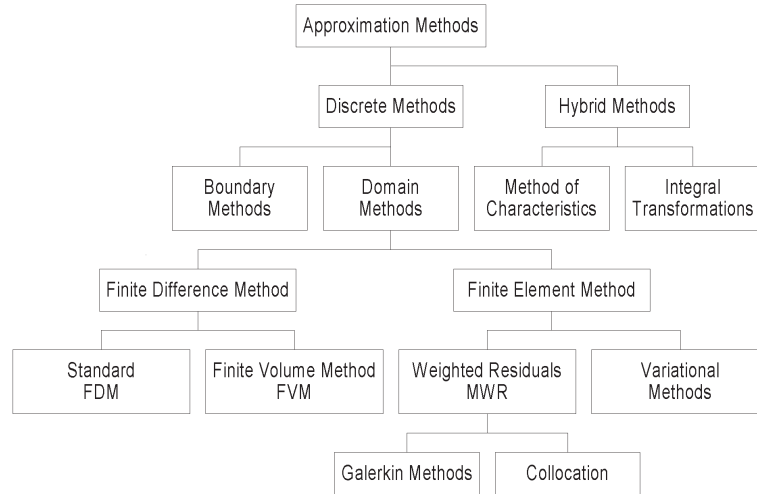 Approximation Methods
Discrete Methods
Hybrid Methods
Boundary
Methods
Domain
Methods
Method of
Characteristics
Integral
Transformations
Finite Difference Method
Finite Element Method
Standard
FDM
Finite Volume Method
FVM
Weighted Residuals
MWR
Variational
Methods
Galerkin Methods
Collocation